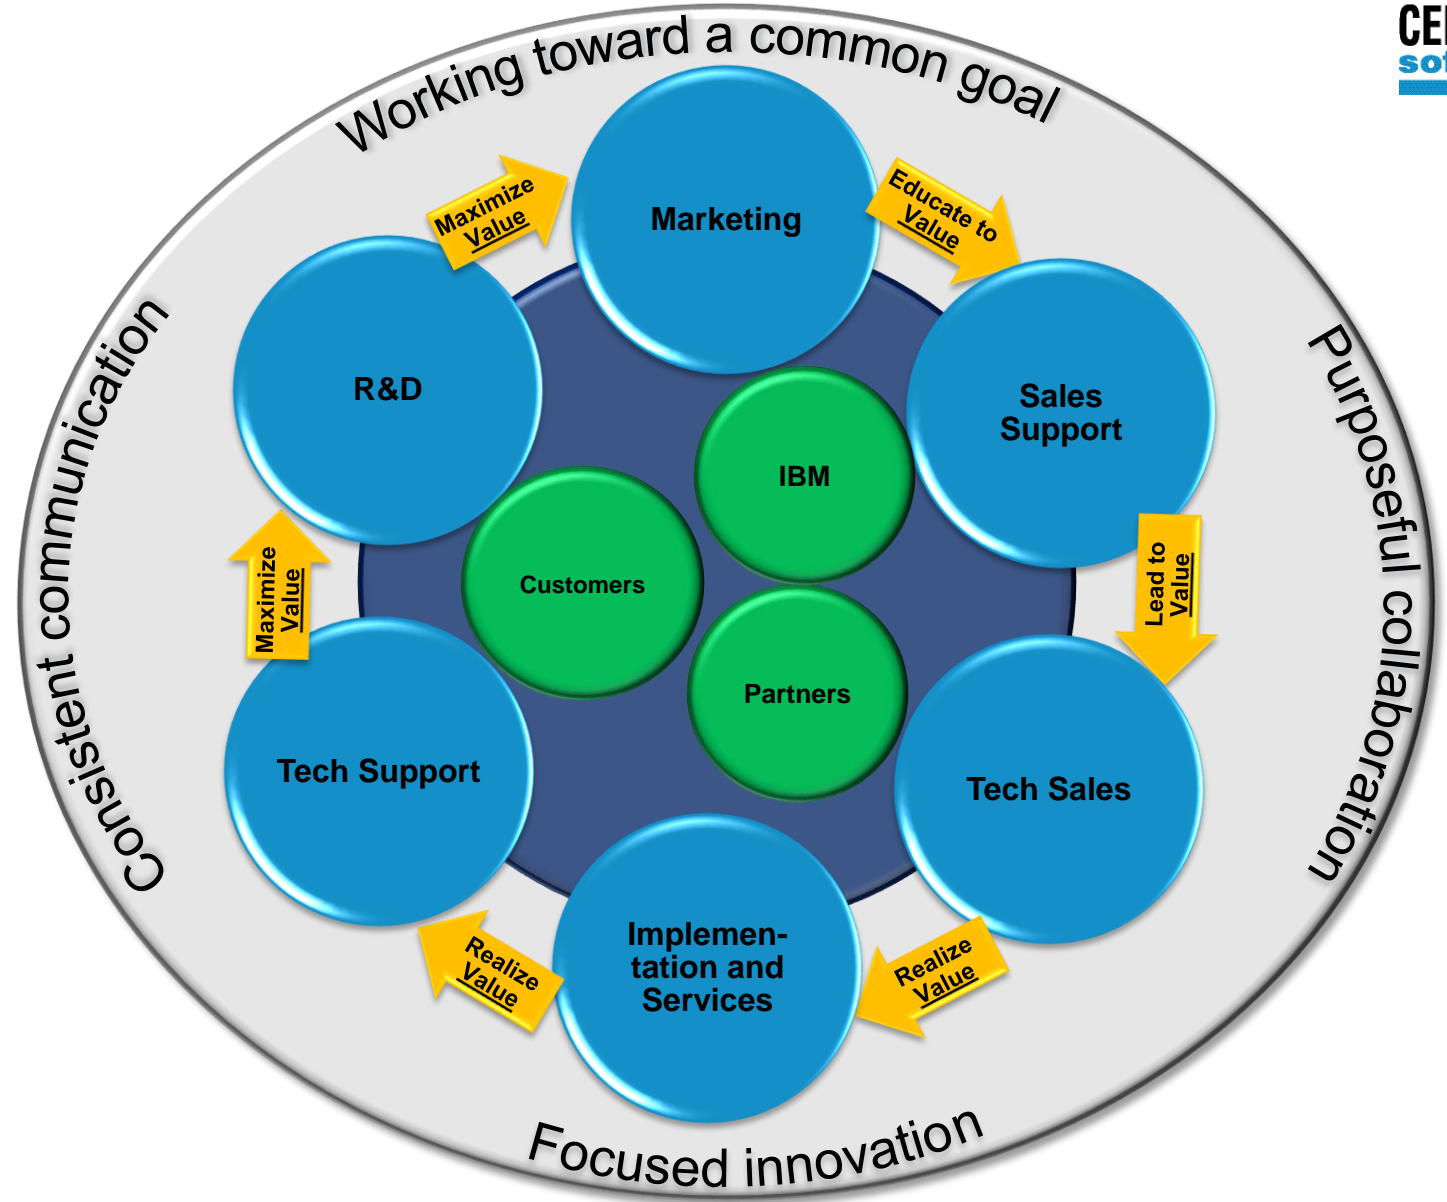 Working toward a common goal
Maximize
Value
Marketing
Educate to
Value
R&D
Sales
Support
IBM
Customers
Consistent communication
Purposeful collaboration
Maximize
Value
Lead to
Value
Partners
Tech Support
Tech Sales
Implemen-
tation and
Services
Realize
Value
Realize
Value
Focused innovation